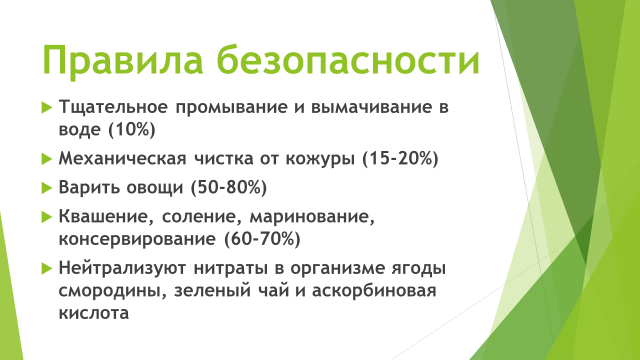 Правила безопасности
Тщательное промывание и вымачивание в
воде (10%)
Механическая чистка от кожуры (15-20%)
Варить овощи (50-80%)
Квашение, соление, маринование,
консервирование (60-70%)
Нейтрализуют нитраты в организме ягоды
смородины, зеленый чай и аскорбиновая
кислота